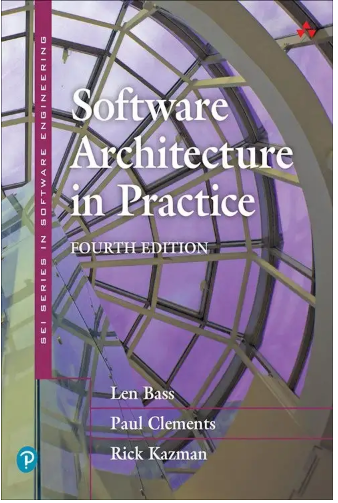 SEI SERIES IN SOFTWARE ENGINEERING
Software
Architecture
in Practice
FOURTH EDITION
Len Bass
Paul Clements
Rick Kazman
P